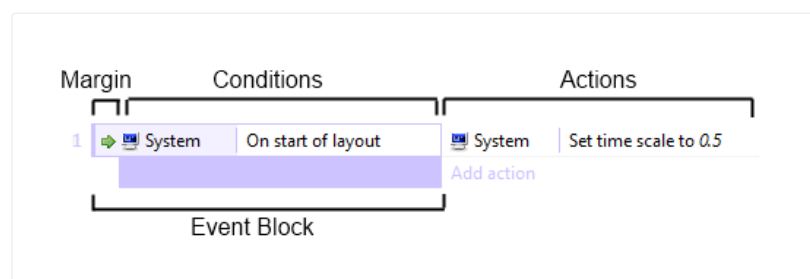 Margin Conditions Actions
1 System On start of layout System Set time scale to 0.5
Add action
Event Block